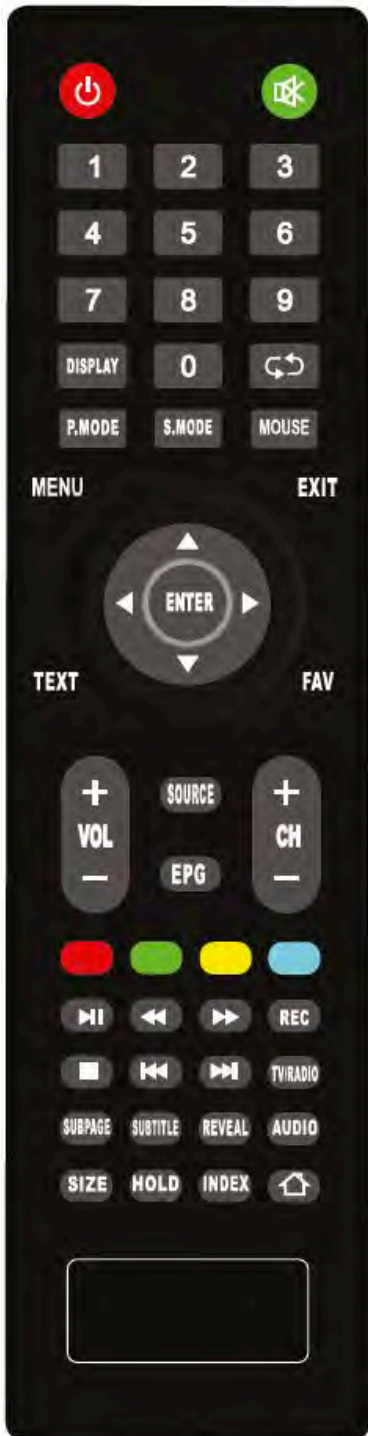 1 2 3
4 5 6
7 8 9
DISPLAY 0
P.MODE S.MODE MOUSE
MENU EXIT
ENTER
TEXT FAV
+ SOURCE +
VOL CH
- EPG -
REC
TV/RADIO
SUBPAGE SUBTITLE REVEAL AUDIO
SIZE HOLD INDEX